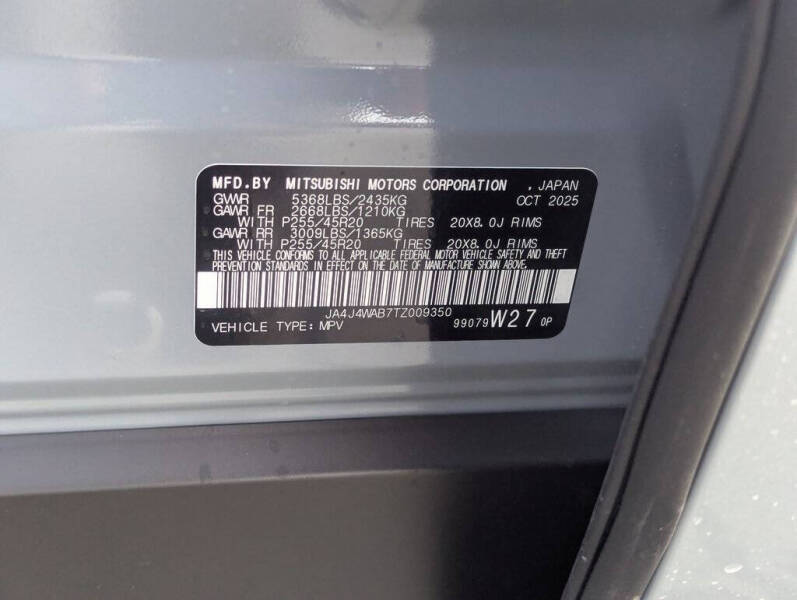 MFD.BY MITSUBISHI MOTORS CORPORATION , JAPAN
GVWR 5368LBS/2435KG OCT 2025
GAWR FR 2668LBS/1210KG
WITH P255/45R20 TIRES 20X8.0J RIMS
GAWR RR 3009LBS/1365KG
WITH P255/45R20 TIRES 20X8.0J RIMS
THIS VEHICLE CONFORMS TO ALL APPLICABLE FEDERAL MOTOR VEHICLE SAFETY AND THEFT
PREVENTION STANDARDS IN EFFECT ON THE DATE OF MANUFACTURE SHOWN ABOVE.
JA4J4WAB7TZ009350
VEHICLE TYPE: MPV 99079 W27 0P